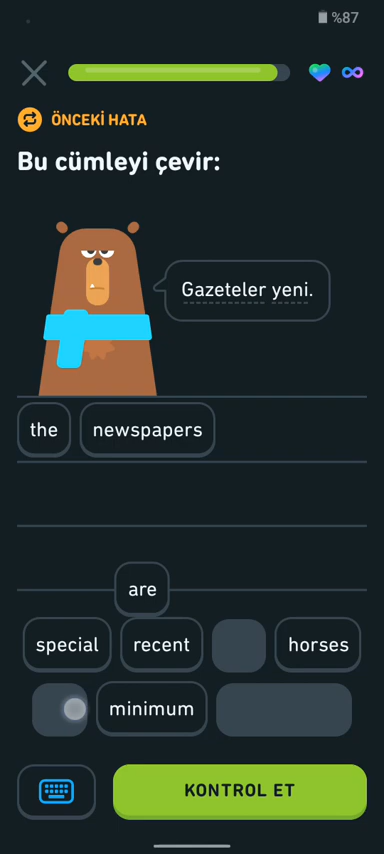 %87
ÖNCEKİ HATA
Bu cümleyi çevir:
Gazeteler yeni.
the newspapers
are
special recent horses
minimum
KONTROL ET